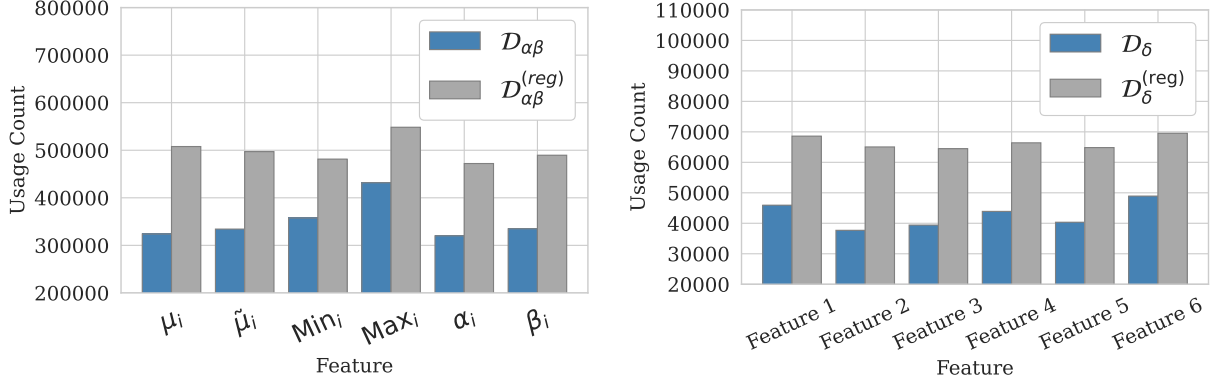 800000
700000
600000
500000
400000
300000
200000
Usage Count
𝒟αβ
𝒟αβ^(reg)
μi
μ̃i
Mini
Maxi
αi
βi
Feature
110000
100000
90000
80000
70000
60000
50000
40000
30000
20000
Usage Count
𝒟δ
𝒟δ^(reg)
Feature 1
Feature 2
Feature 3
Feature 4
Feature 5
Feature 6
Feature